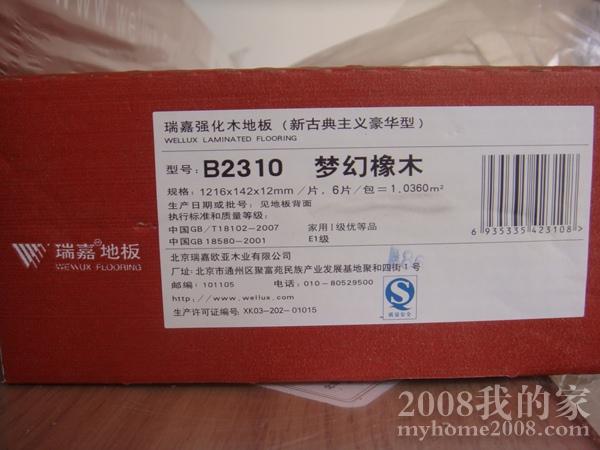 瑞嘉强化木地板（新古典主义豪华型）
WELLUX LAMINATED FLOORING
型号: B2310 梦幻橡木
规格: 1216x142x12mm／片，6片／包＝1.0360m²
生产日期或批号: 见地板背面
执行标准和质量等级:
中国GB/T18102-2007 家用I级优等品
中国GB 18580-2001 E1级
6 935335 423108 >
北京瑞嘉欧亚木业有限公司
厂址: 北京市通州区聚富苑民族产业发展基地聚和四街1号
邮编: 101105 电话: 010-80529500
http://www.wellux.com
生产许可证编号: XK03-202-01015
质量安全
瑞嘉®地板
WELLUX FLOORING
2008我的家
myhome2008.com